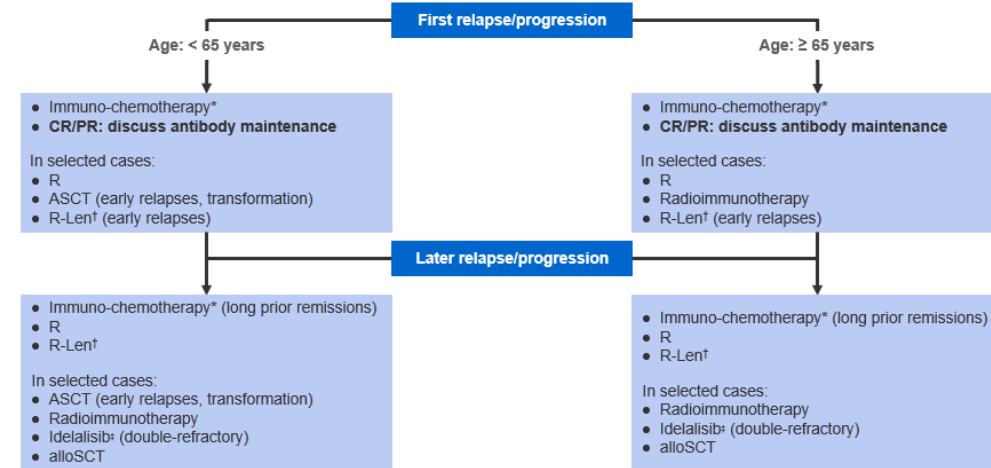 First relapse/progression
Age: < 65 years
Age: ≥ 65 years
● Immuno-chemotherapy*
● CR/PR: discuss antibody maintenance
In selected cases:
● R
● ASCT (early relapses, transformation)
● R-Len† (early relapses)
● Immuno-chemotherapy*
● CR/PR: discuss antibody maintenance
In selected cases:
● R
● Radioimmunotherapy
● R-Len† (early relapses)
Later relapse/progression
● Immuno-chemotherapy* (long prior remissions)
● R
● R-Len†
In selected cases:
● ASCT (early relapses, transformation)
● Radioimmunotherapy
● Idelalisib‡ (double-refractory)
● alloSCT
● Immuno-chemotherapy* (long prior remissions)
● R
● R-Len†
In selected cases:
● Radioimmunotherapy
● Idelalisib‡ (double-refractory)
● alloSCT